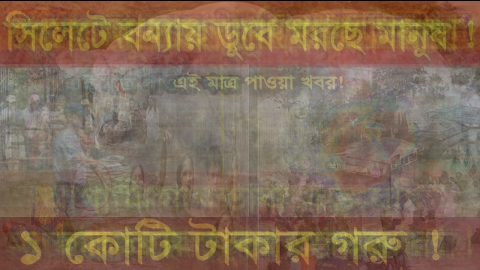 সিলেটে বন্যায় ডুবে মরছে মানুষ !
এই মাত্র পাওয়া খবর!
১ কোটি টাকার গরু !